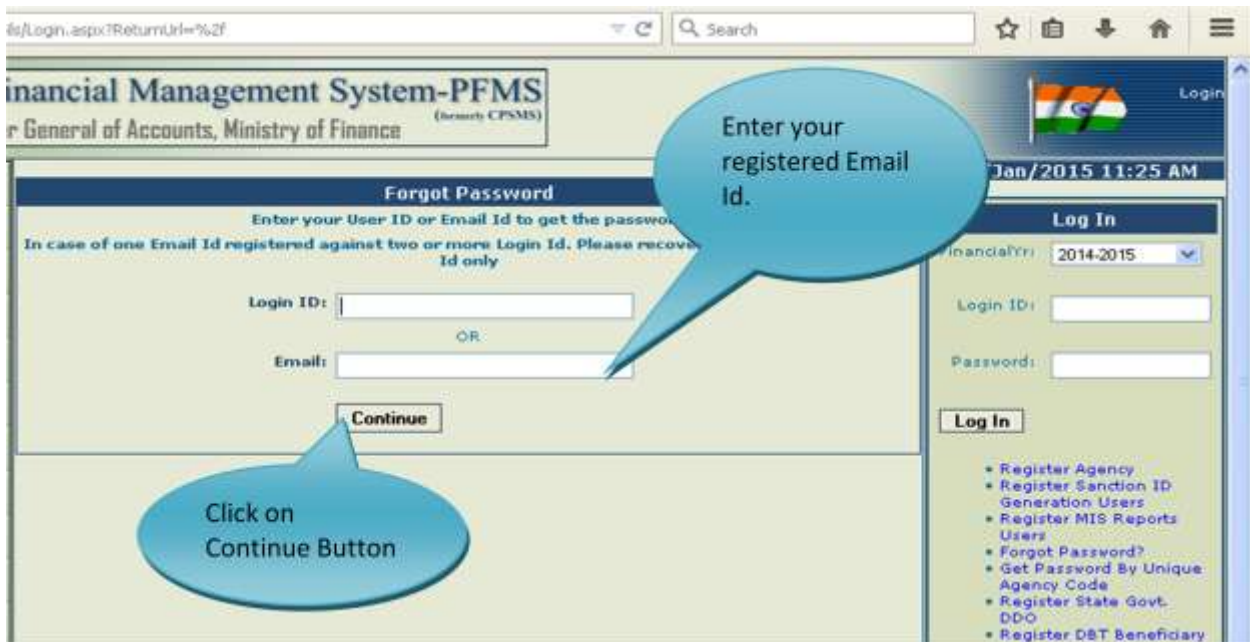 ls/Login.aspx?ReturnUrl=%2f
Search
inancial Management System-PFMS
(formerly CPSMS)
r General of Accounts, Ministry of Finance
Login
Enter your
registered Email
Id.
Jan/2015 11:25 AM
Forgot Password
Enter your User ID or Email Id to get the passwo
In case of one Email Id registered against two or more Login Id. Please recove
Id only
Login ID:
OR
Email:
Continue
Click on
Continue Button
Log In
inancialYr:
2014-2015
Login ID:
Password:
Log In
• Register Agency
• Register Sanction ID
Generation Users
• Register MIS Reports
Users
• Forgot Password?
• Get Password By Unique
Agency Code
• Register State Govt.
DDO
• Register DBT Beneficiary